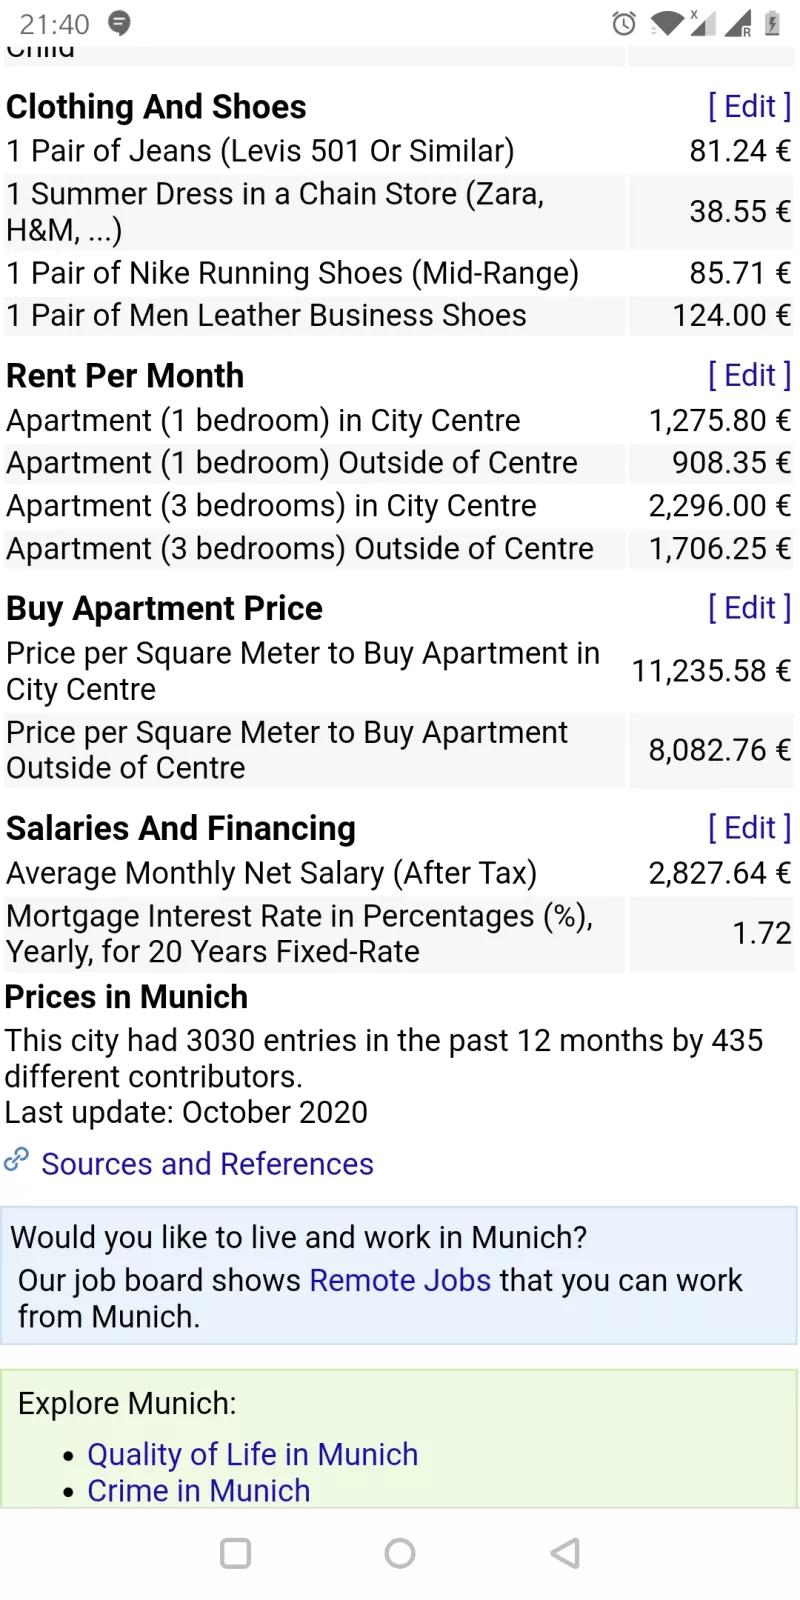 21:40
X
R
Child
Clothing And Shoes [ Edit ]
1 Pair of Jeans (Levis 501 Or Similar) 81.24 €
1 Summer Dress in a Chain Store (Zara,
H&M, ...) 38.55 €
1 Pair of Nike Running Shoes (Mid-Range) 85.71 €
1 Pair of Men Leather Business Shoes 124.00 €
Rent Per Month [ Edit ]
Apartment (1 bedroom) in City Centre 1,275.80 €
Apartment (1 bedroom) Outside of Centre 908.35 €
Apartment (3 bedrooms) in City Centre 2,296.00 €
Apartment (3 bedrooms) Outside of Centre 1,706.25 €
Buy Apartment Price [ Edit ]
Price per Square Meter to Buy Apartment in
City Centre 11,235.58 €
Price per Square Meter to Buy Apartment
Outside of Centre 8,082.76 €
Salaries And Financing [ Edit ]
Average Monthly Net Salary (After Tax) 2,827.64 €
Mortgage Interest Rate in Percentages (%),
Yearly, for 20 Years Fixed-Rate 1.72
Prices in Munich
This city had 3030 entries in the past 12 months by 435
different contributors.
Last update: October 2020
Sources and References
Would you like to live and work in Munich?
Our job board shows Remote Jobs that you can work
from Munich.
Explore Munich:
• Quality of Life in Munich
• Crime in Munich